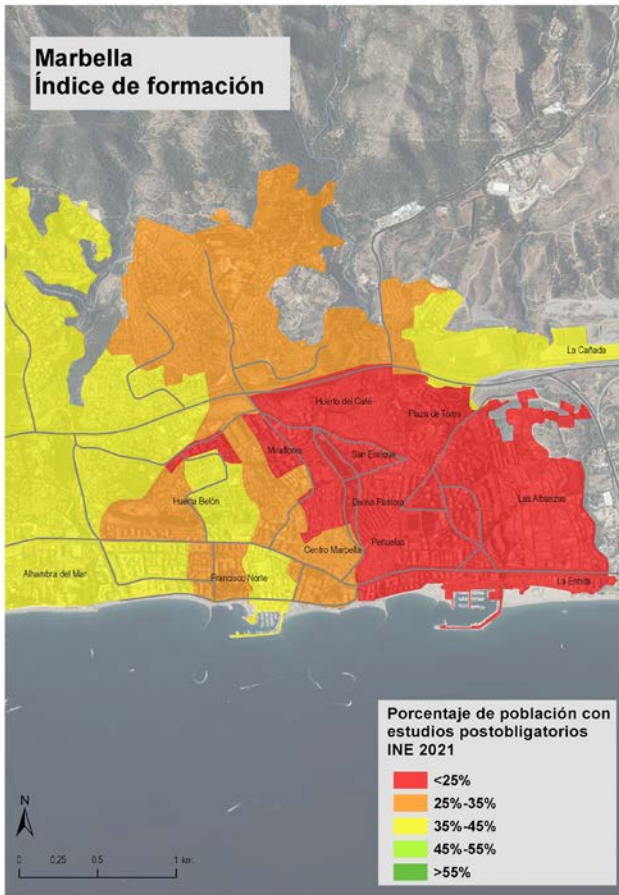 Marbella
Índice de formación
La Cañada
Huerto del Café
Plaza de Toros
Miraflores
San Enrique
Huerta Belón
Divina Pastora
Las Albarizas
Peñuelas
Centro Marbella
Alhambra del Mar
Francisco Norte
La Ermita
Porcentaje de población con
estudios postobligatorios
INE 2021
<25%
25%-35%
35%-45%
45%-55%
>55%
N
0 0,25 0.5 1 km.